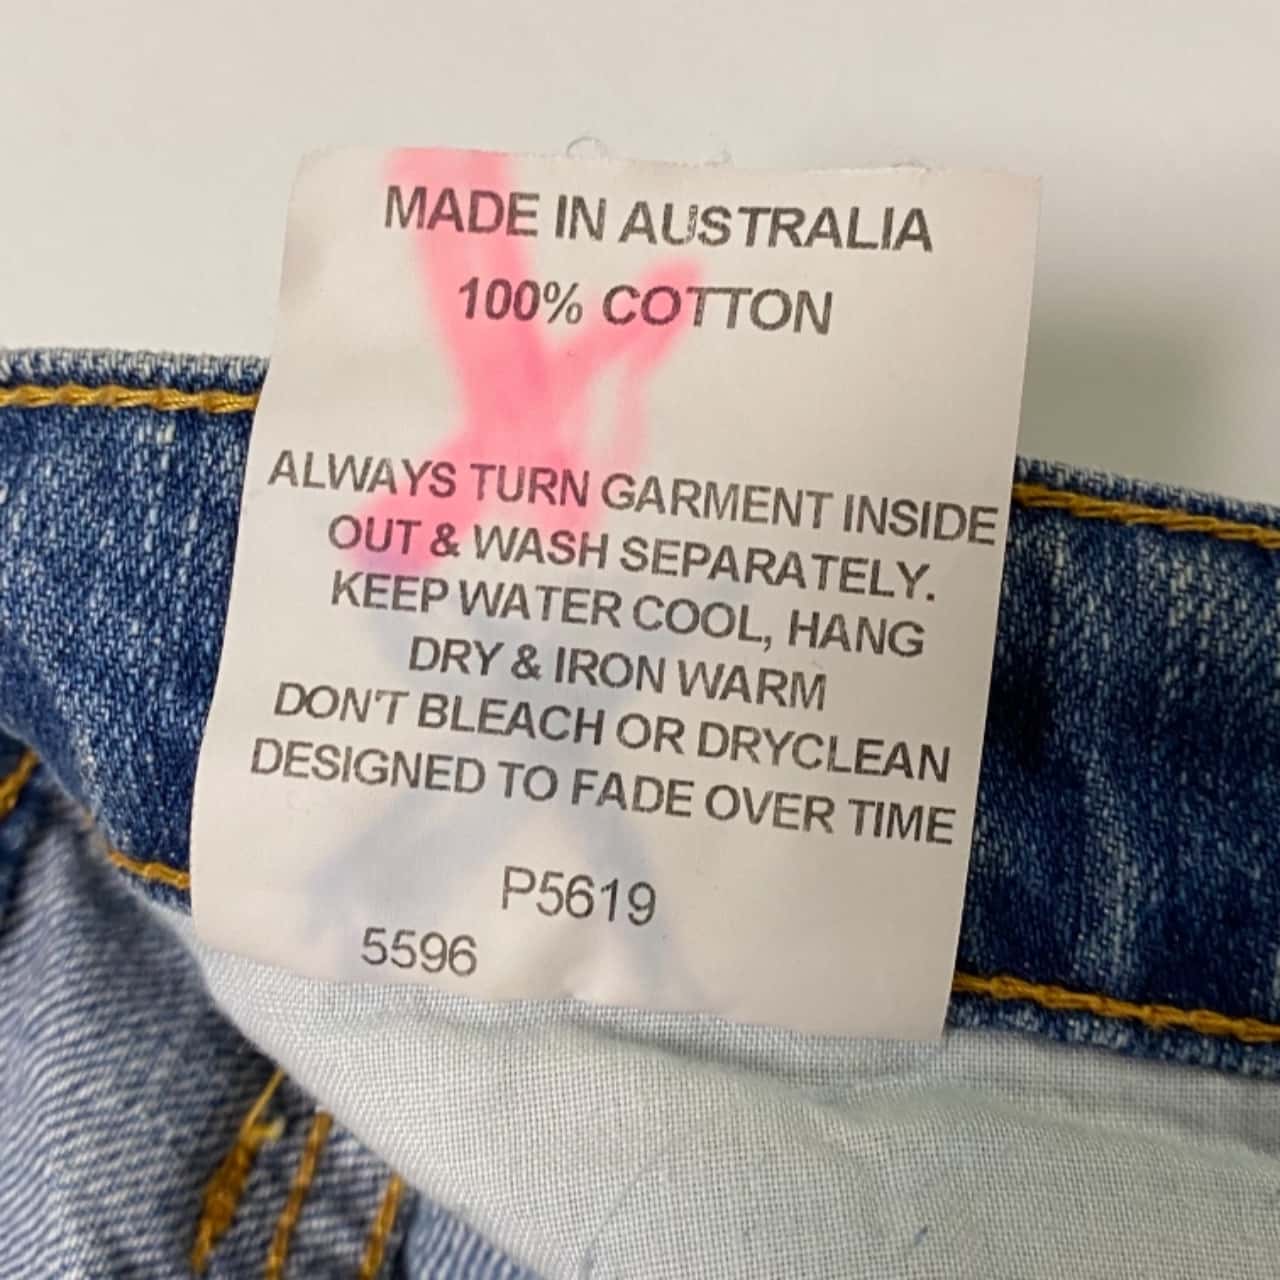 MADE IN AUSTRALIA
100% COTTON
ALWAYS TURN GARMENT INSIDE
OUT & WASH SEPARATELY.
KEEP WATER COOL, HANG
DRY & IRON WARM
DON'T BLEACH OR DRYCLEAN
DESIGNED TO FADE OVER TIME
P5619
5596